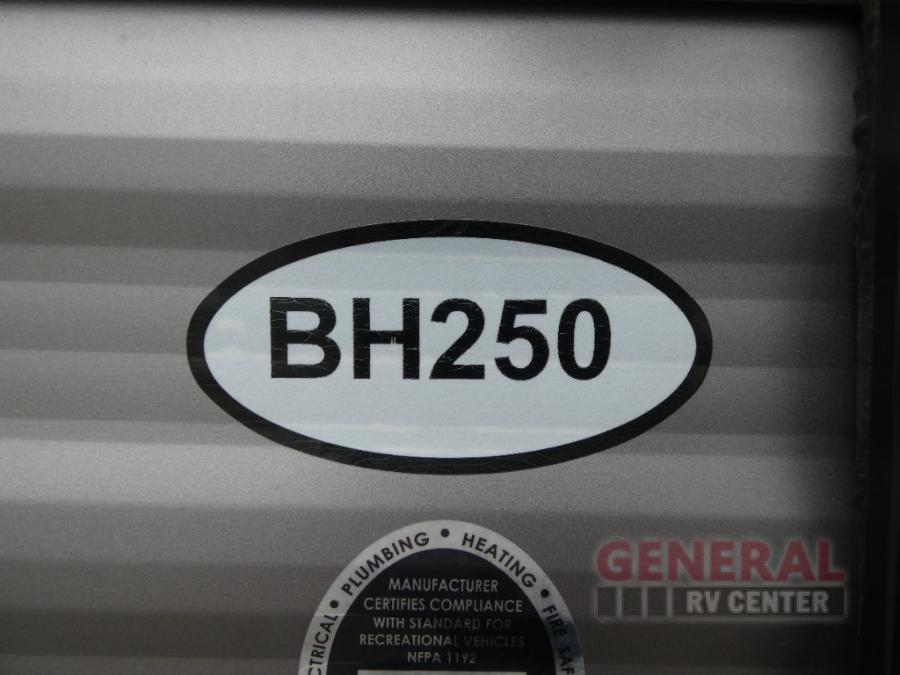 BH250
PLUMBING • HEATING
MANUFACTURER
CERTIFIES COMPLIANCE
WITH STANDARD FOR
RECREATIONAL VEHICLES
NFPA 1192
GENERAL
RV CENTER